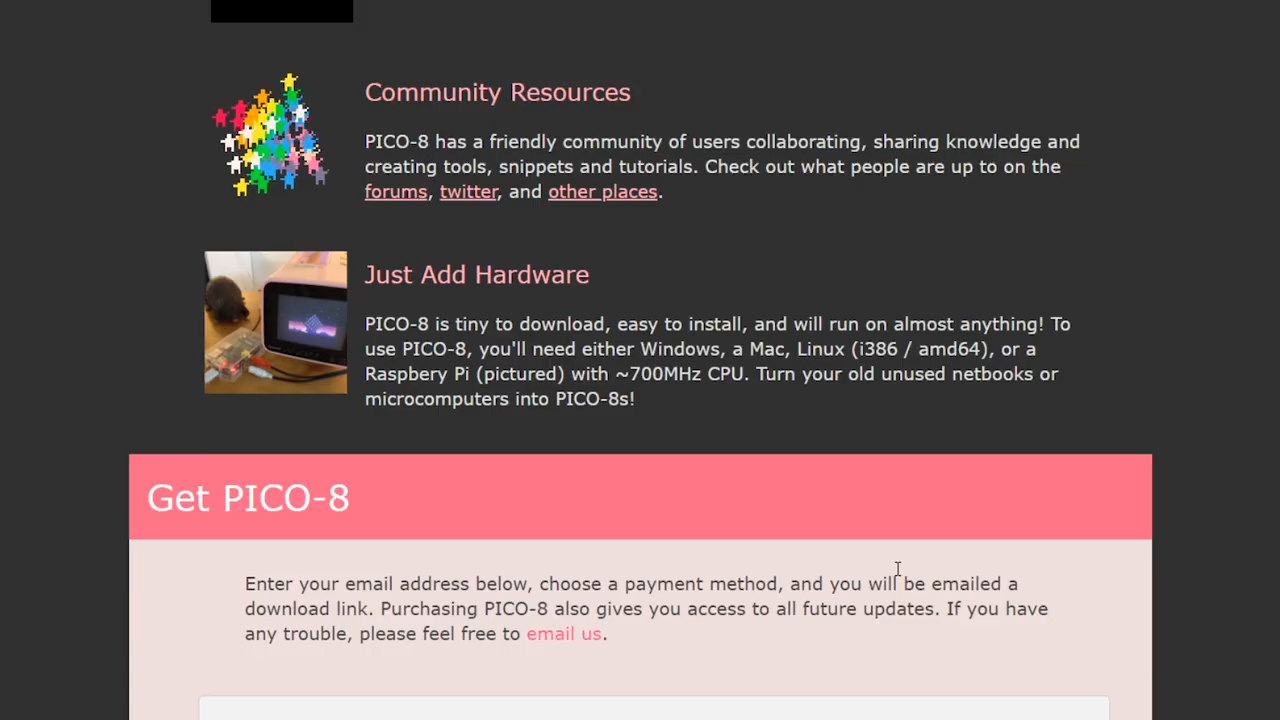 Community Resources
PICO-8 has a friendly community of users collaborating, sharing knowledge and
creating tools, snippets and tutorials. Check out what people are up to on the
forums, twitter, and other places.
Just Add Hardware
PICO-8 is tiny to download, easy to install, and will run on almost anything! To
use PICO-8, you'll need either Windows, a Mac, Linux (i386 / amd64), or a
Raspberry Pi (pictured) with ~700MHz CPU. Turn your old unused netbooks or
microcomputers into PICO-8s!
Get PICO-8
Enter your email address below, choose a payment method, and you will be emailed a
download link. Purchasing PICO-8 also gives you access to all future updates. If you have
any trouble, please feel free to email us.